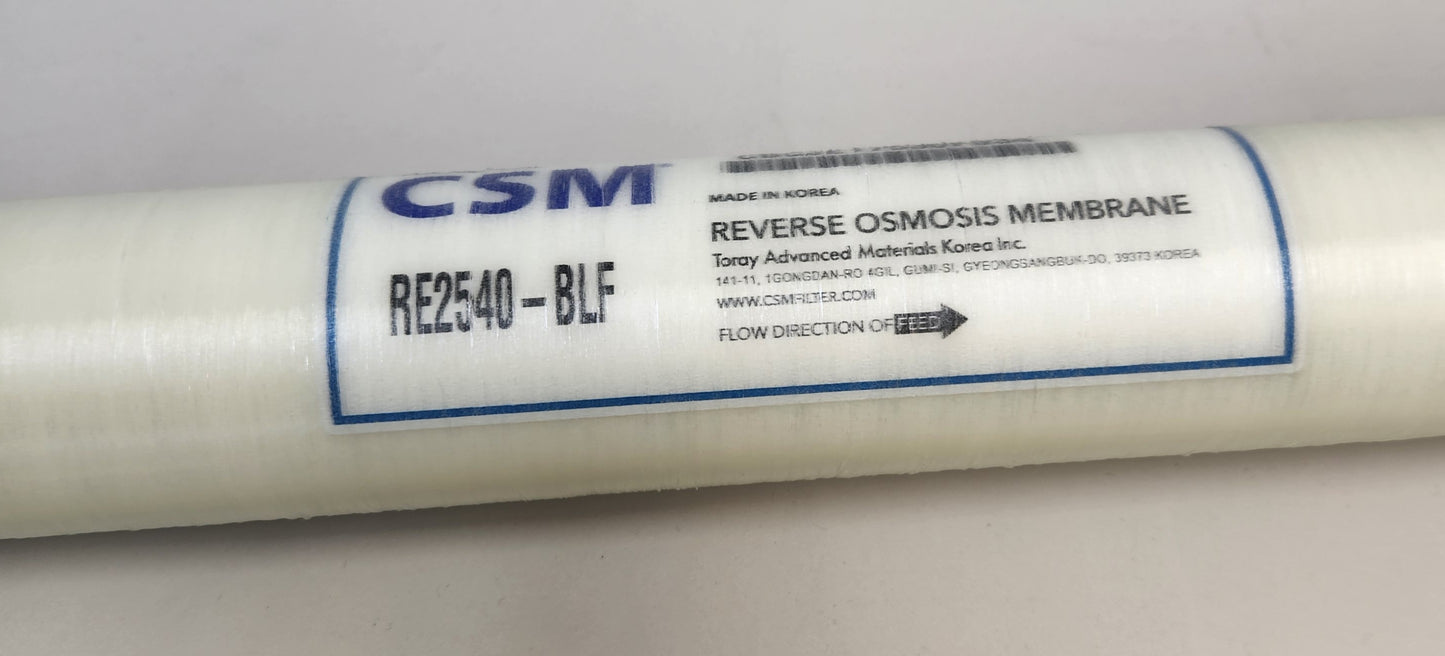 CSM
RE2540-BLF
MADE IN KOREA
REVERSE OSMOSIS MEMBRANE
Toray Advanced Materials Korea Inc.
141-11, 1GONGDAN-RO 4GIL, GUMI-SI, GYEONGSANGBUK-DO, 39373 KOREA
WWW.CSMFILTER.COM
FLOW DIRECTION OF FEED